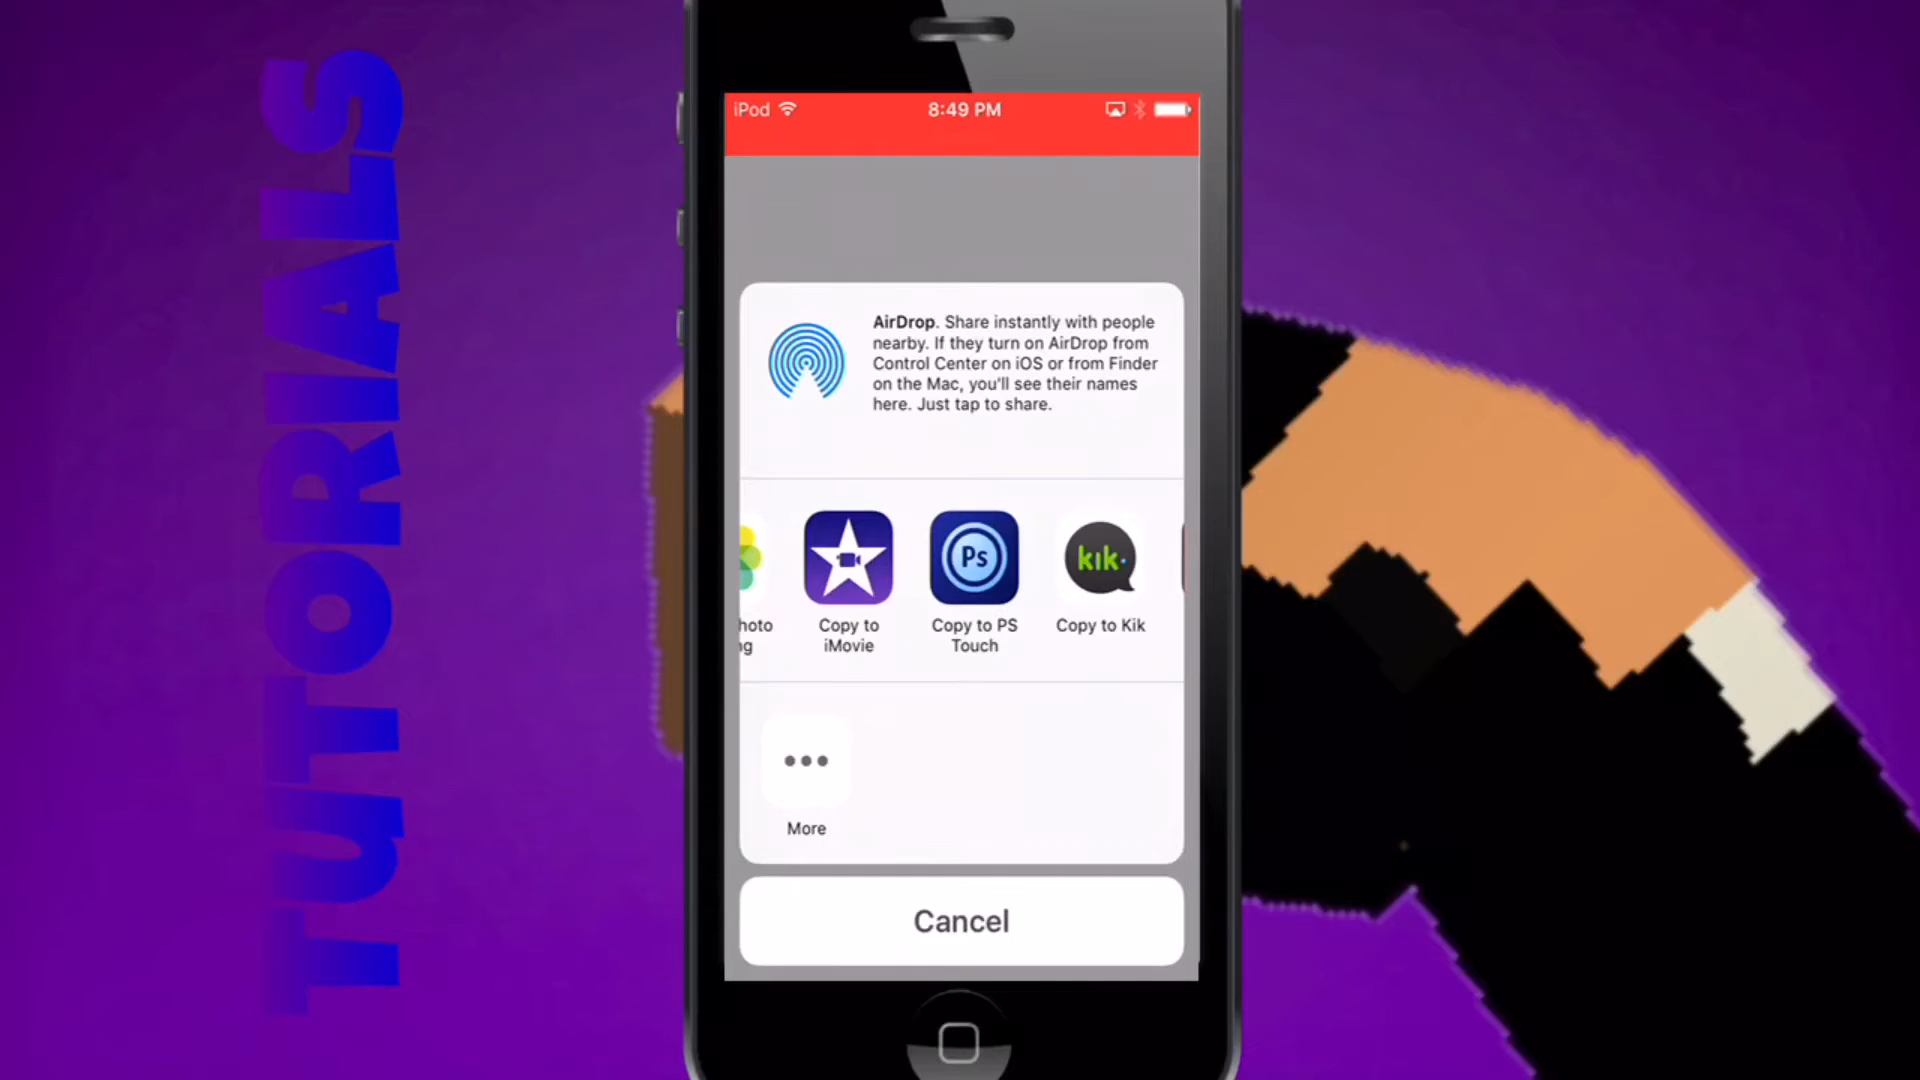 TUTORIALS
iPod
8:49 PM
AirDrop. Share instantly with people
nearby. If they turn on AirDrop from
Control Center on iOS or from Finder
on the Mac, you'll see their names
here. Just tap to share.
Ps
kik.
hoto
ng
Copy to
iMovie
Copy to PS
Touch
Copy to Kik
More
Cancel